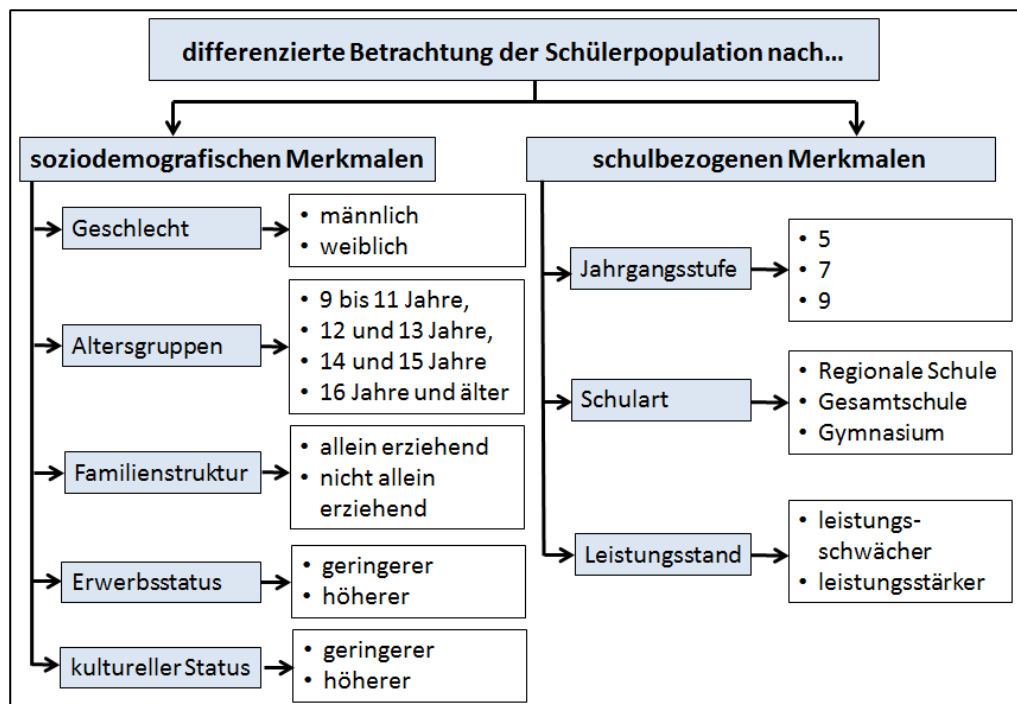 differenzierte Betrachtung der Schülerpopulation nach...
soziodemografischen Merkmalen
Geschlecht
• männlich
• weiblich
Altersgruppen
• 9 bis 11 Jahre,
• 12 und 13 Jahre,
• 14 und 15 Jahre
• 16 Jahre und älter
Familienstruktur
• allein erziehend
• nicht allein
erziehend
Erwerbsstatus
• geringerer
• höherer
kultureller Status
• geringerer
• höherer
schulbezogenen Merkmalen
Jahrgangsstufe
• 5
• 7
• 9
Schulart
• Regionale Schule
• Gesamtschule
• Gymnasium
Leistungsstand
• leistungs-
schwächer
• leistungsstärker